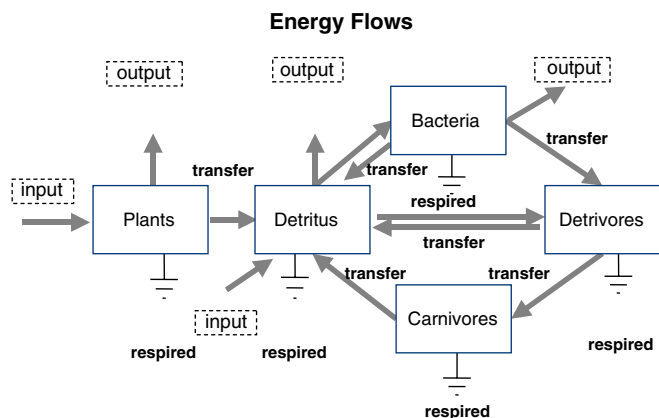 Energy Flows
output
output
output
Bacteria
transfer
transfer
transfer
input
respired
Plants
Detritus
Detrivores
transfer
transfer
transfer
input
Carnivores
respired
respired
respired
respired